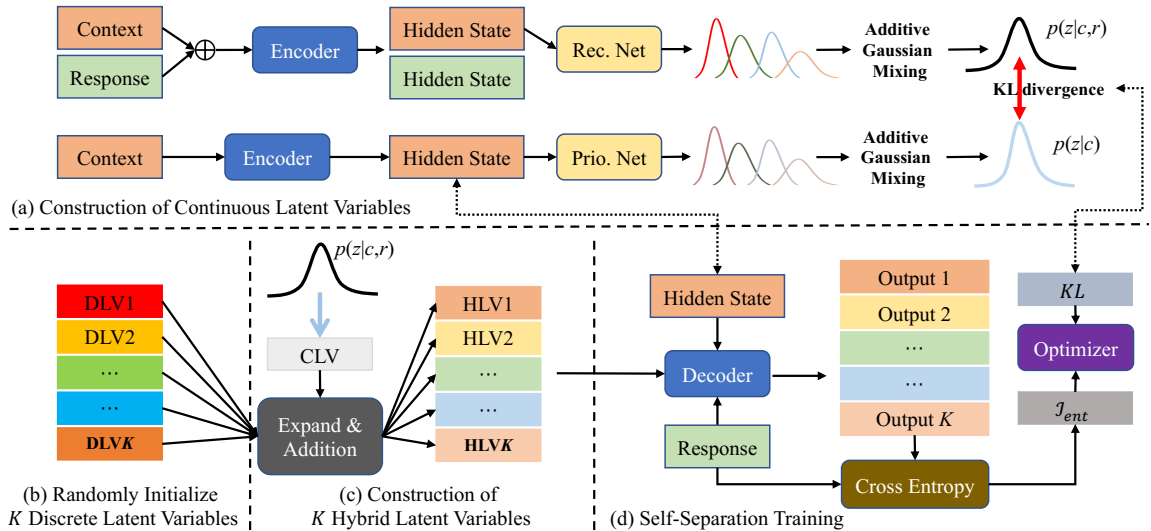 Context
Response
Encoder
Hidden State
Hidden State
Rec. Net
Additive
Gaussian
Mixing
p(z|c,r)
KL divergence
Context
Encoder
Hidden State
Prio. Net
Additive
Gaussian
Mixing
p(z|c)
(a) Construction of Continuous Latent Variables
DLV1
DLV2
...
...
DLVK
(b) Randomly Initialize
K Discrete Latent Variables
p(z|c,r)
CLV
Expand &
Addition
HLV1
HLV2
...
...
HLVK
(c) Construction of
K Hybrid Latent Variables
Hidden State
Decoder
Response
Output 1
Output 2
...
...
Output K
Cross Entropy
KL
Optimizer
𝒥ent
(d) Self-Separation Training